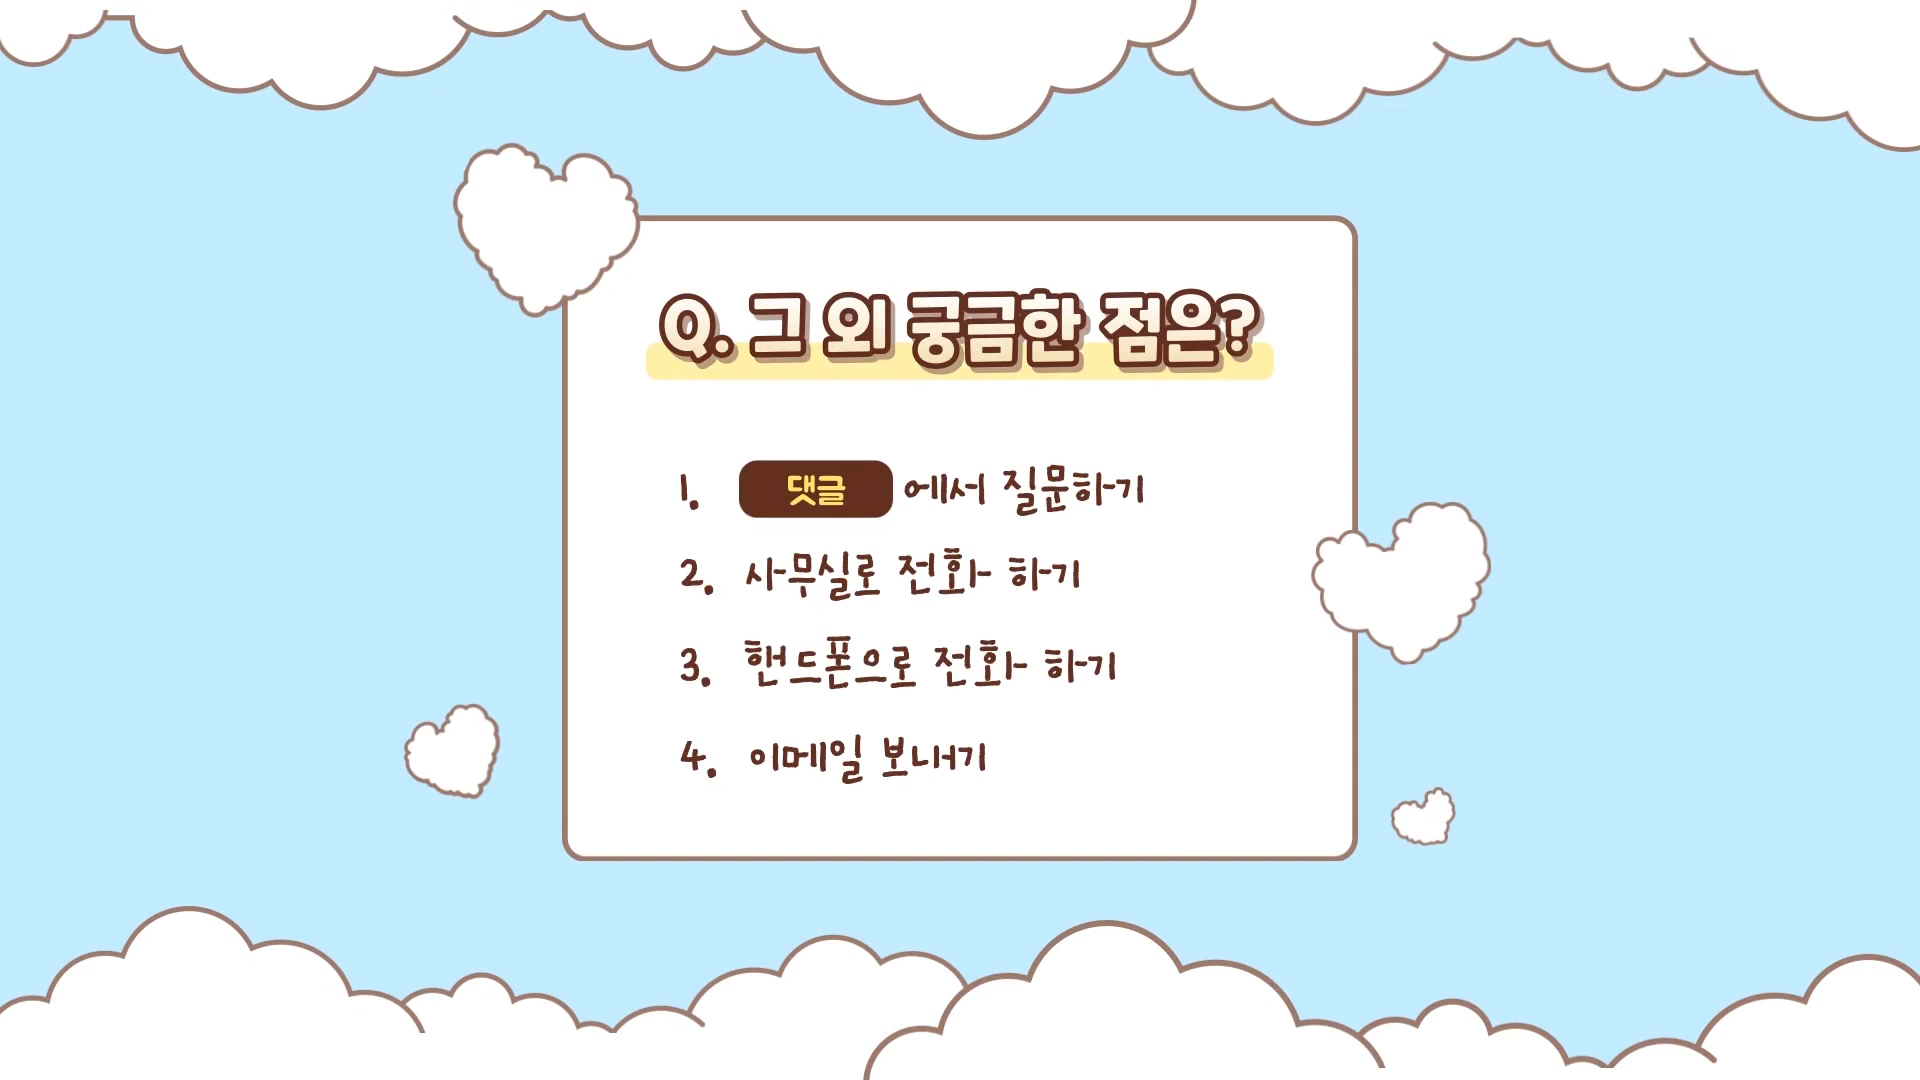 Q. 그 외 궁금한 점은?
1. 댓글 에서 질문하기
2. 사무실로 전화 하기
3. 핸드폰으로 전화 하기
4. 이메일 보내기